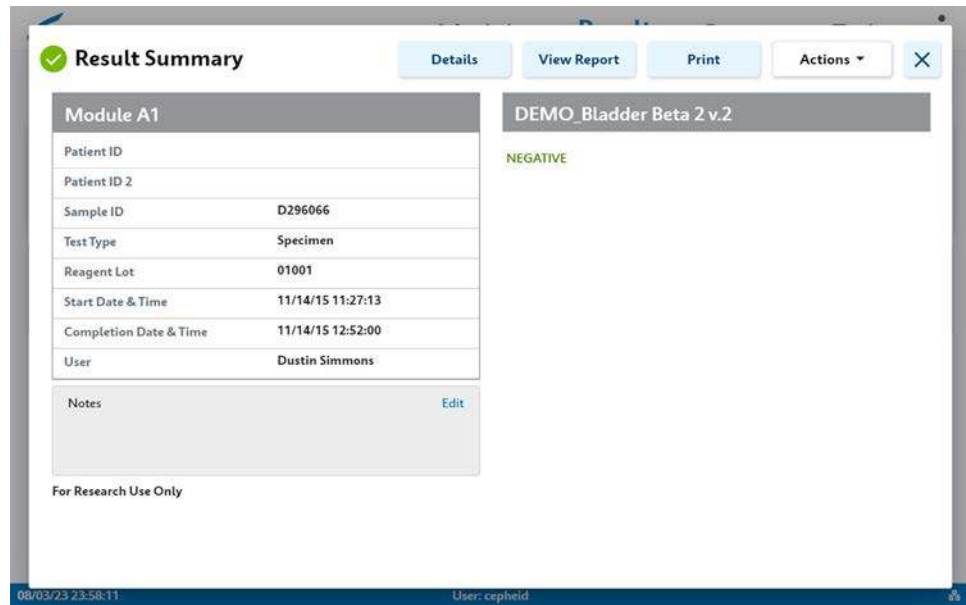 Result Summary
Details
View Report
Print
Actions
Module A1
Patient ID
Patient ID 2
Sample ID D296066
Test Type Specimen
Reagent Lot 01001
Start Date & Time 11/14/15 11:27:13
Completion Date & Time 11/14/15 12:52:00
User Dustin Simmons
Notes Edit
For Research Use Only
DEMO_Bladder Beta 2 v.2
NEGATIVE
08/03/23 23:58:11 User: cepheid